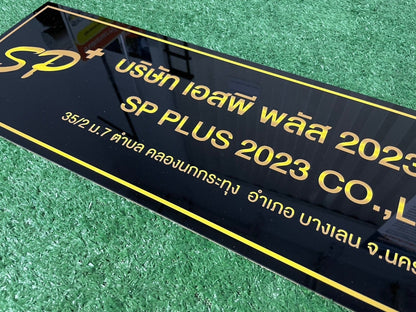 SP+
บริษัท เอสพี พลัส 2023
SP PLUS 2023 CO.,L
35/2 ม.7 ตำบล คลองนกกระทุง อำเภอ บางเลน จ.นคร